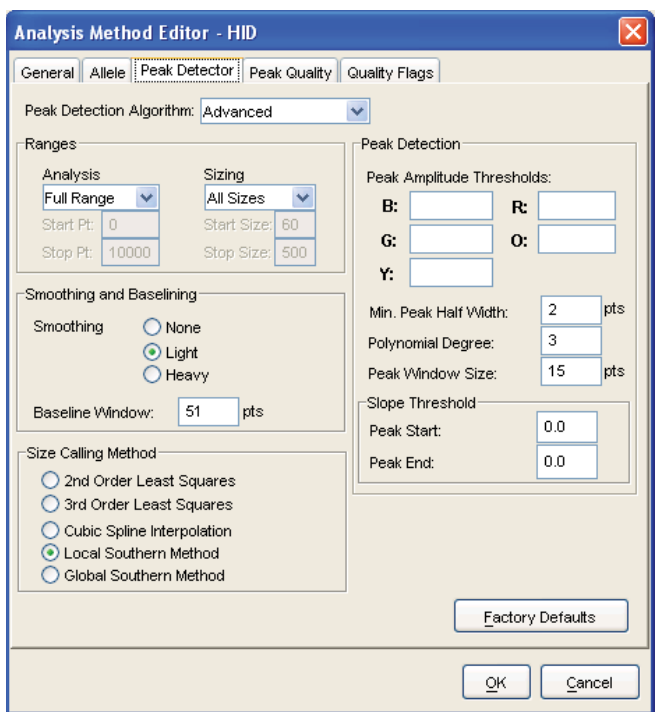 Analysis Method Editor - HID
General Allele Peak Detector Peak Quality Quality Flags
Peak Detection Algorithm: Advanced
Ranges
Analysis Sizing
Full Range All Sizes
Start Pt: 0 Start Size: 60
Stop Pt: 10000 Stop Size: 500
Smoothing and Baselining
Smoothing None
Light
Heavy
Baseline Window: 51 pts
Size Calling Method
2nd Order Least Squares
3rd Order Least Squares
Cubic Spline Interpolation
Local Southern Method
Global Southern Method
Peak Detection
Peak Amplitude Thresholds:
B: R:
G: O:
Y:
Min. Peak Half Width: 2 pts
Polynomial Degree: 3
Peak Window Size: 15 pts
Slope Threshold
Peak Start: 0.0
Peak End: 0.0
Factory Defaults
OK Cancel